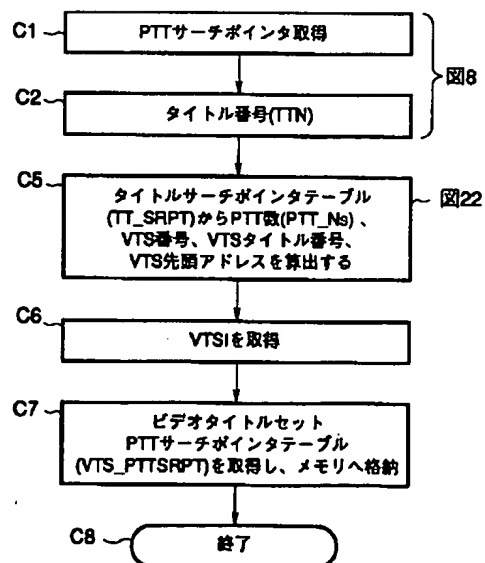 C1
PTTサーチポインタ取得
C2
タイトル番号(TTN)
図8
C5
タイトルサーチポインタテーブル
(TT_SRPT)からPTT数(PTT_Ns)、
VTS番号、VTSタイトル番号、
VTS先頭アドレスを算出する
図22
C6
VTSIを取得
C7
ビデオタイトルセット
PTTサーチポインタテーブル
(VTS_PTTSRPT)を取得し、メモリへ格納
C8
終了